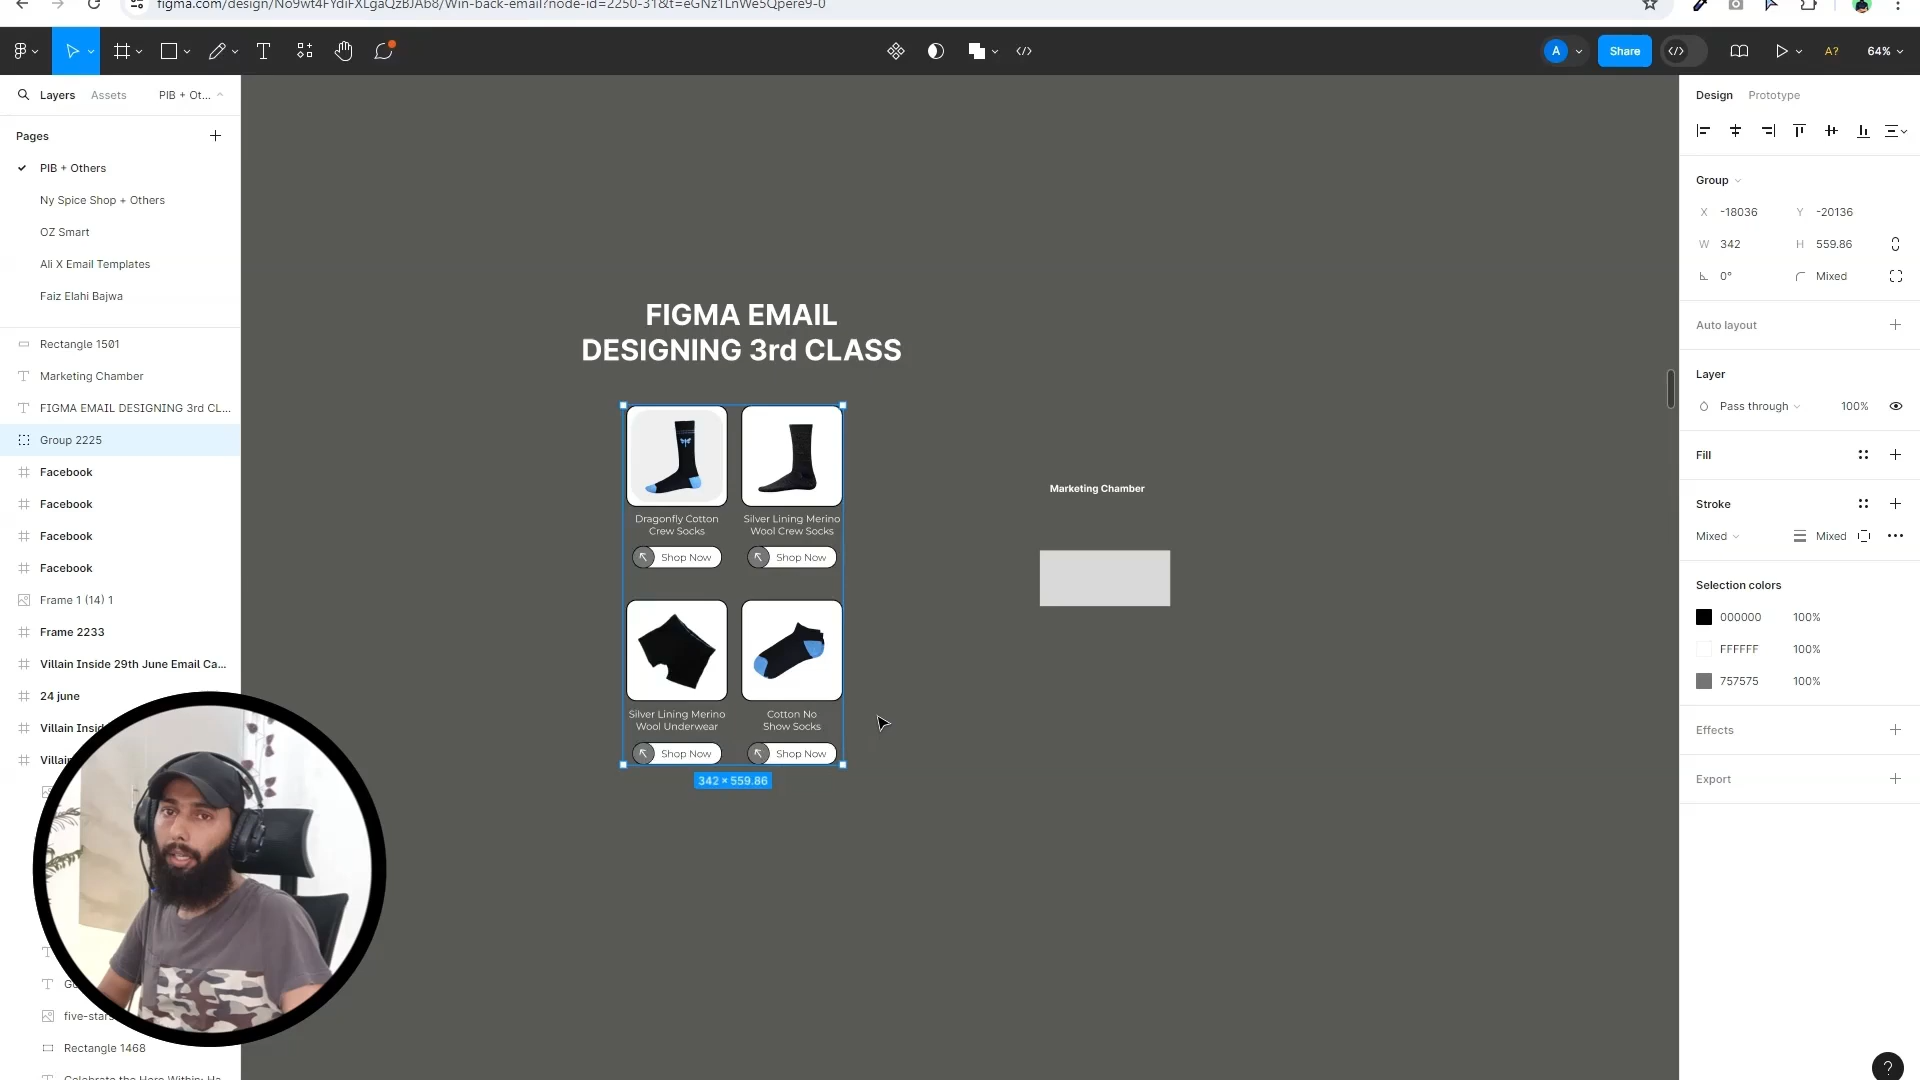 figma.com/design/No9wt4FYdiFXLgaQzBJAb8/Win-back-email?node-id=2250-31&t=eGNz1LnWe5Qpere9-0
A
Share
A?
64%
Layers
Assets
PIB + Ot...
Pages
PIB + Others
Ny Spice Shop + Others
OZ Smart
Ali X Email Templates
Faiz Elahi Bajwa
Rectangle 1501
Marketing Chamber
FIGMA EMAIL DESIGNING 3rd CL...
Group 2225
Facebook
Facebook
Facebook
Facebook
Frame 1 (14) 1
Frame 2233
Villain Inside 29th June Email Ca...
24 june
Villain Insid
Villain
five-stars
Rectangle 1468
FIGMA EMAIL
DESIGNING 3rd CLASS
Dragonfly Cotton
Crew Socks
Shop Now
Silver Lining Merino
Wool Crew Socks
Shop Now
Silver Lining Merino
Wool Underwear
Shop Now
Cotton No
Show Socks
Shop Now
342 × 559.86
Marketing Chamber
Design
Prototype
Group
X -18036
Y -20136
W 342
H 559.86
0°
Mixed
Auto layout
Layer
Pass through
100%
Fill
Stroke
Mixed
Mixed
Selection colors
000000 100%
FFFFFF 100%
757575 100%
Effects
Export
?